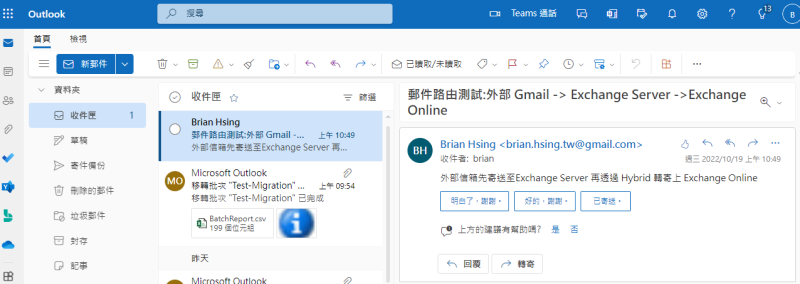 Outlook
搜尋
Teams 通話
13
B
首頁
檢視
新郵件
已讀取/未讀取
資料夾
收件匣 1
草稿
寄件備份
刪除的郵件
垃圾郵件
封存
記事
收件匣
篩選
Brian Hsing
郵件路由測試:外部 Gmail -... 上午 10:49
外部信箱先寄送至Exchange Server 再...
MO
Microsoft Outlook
移轉批次 "Test-Migration" ... 上午 09:54
移轉批次 "Test-Migration" 已完成
BatchReport.csv
199 個位元組
昨天
Microsoft Outlook
郵件路由測試:外部 Gmail -> Exchange Server ->Exchange
Online
BH
Brian Hsing <brian.hsing.tw@gmail.com>
收件者: brian
週三 2022/10/19 上午 10:49
外部信箱先寄送至Exchange Server 再透過 Hybrid 轉寄上 Exchange Online
明白了，謝謝。
好的，謝謝。
已寄送。
上方的建議有幫助嗎? 是 否
回覆
轉寄